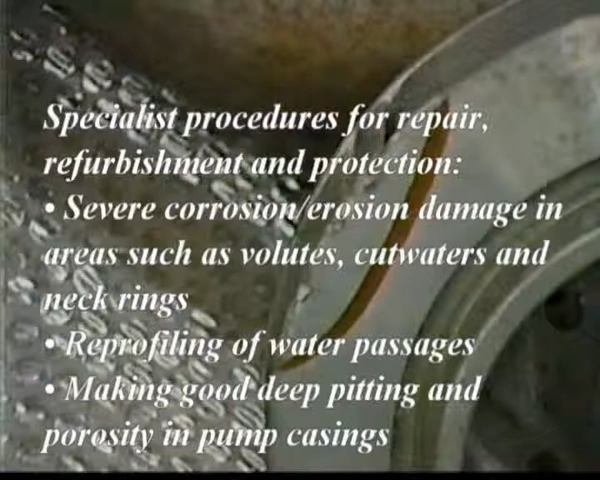 Specialist procedures for repair,
refurbishment and protection:
• Severe corrosion/erosion damage in
areas such as volutes, cutwaters and
neck rings
• Reprofiling of water passages
• Making good deep pitting and
porosity in pump casings